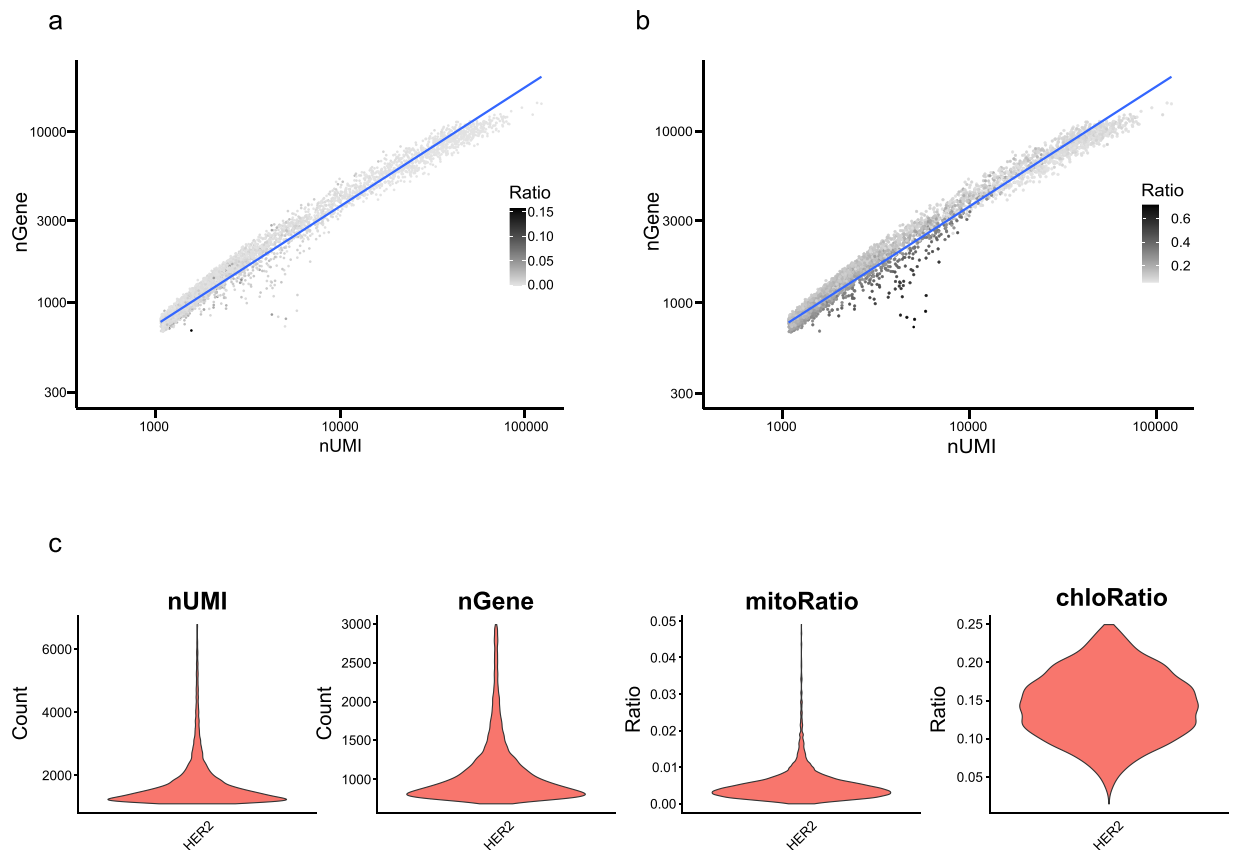 a
b
10000
3000
1000
300
nGene
1000
10000
100000
nUMI
Ratio
0.15
0.10
0.05
0.00
10000
3000
1000
300
nGene
1000
10000
100000
nUMI
Ratio
0.6
0.4
0.2
c
nUMI
Count
6000
4000
2000
HER2
nGene
Count
3000
2500
2000
1500
1000
HER2
mitoRatio
Ratio
0.05
0.04
0.03
0.02
0.01
0.00
HER2
chloRatio
Ratio
0.25
0.20
0.15
0.10
0.05
HER2